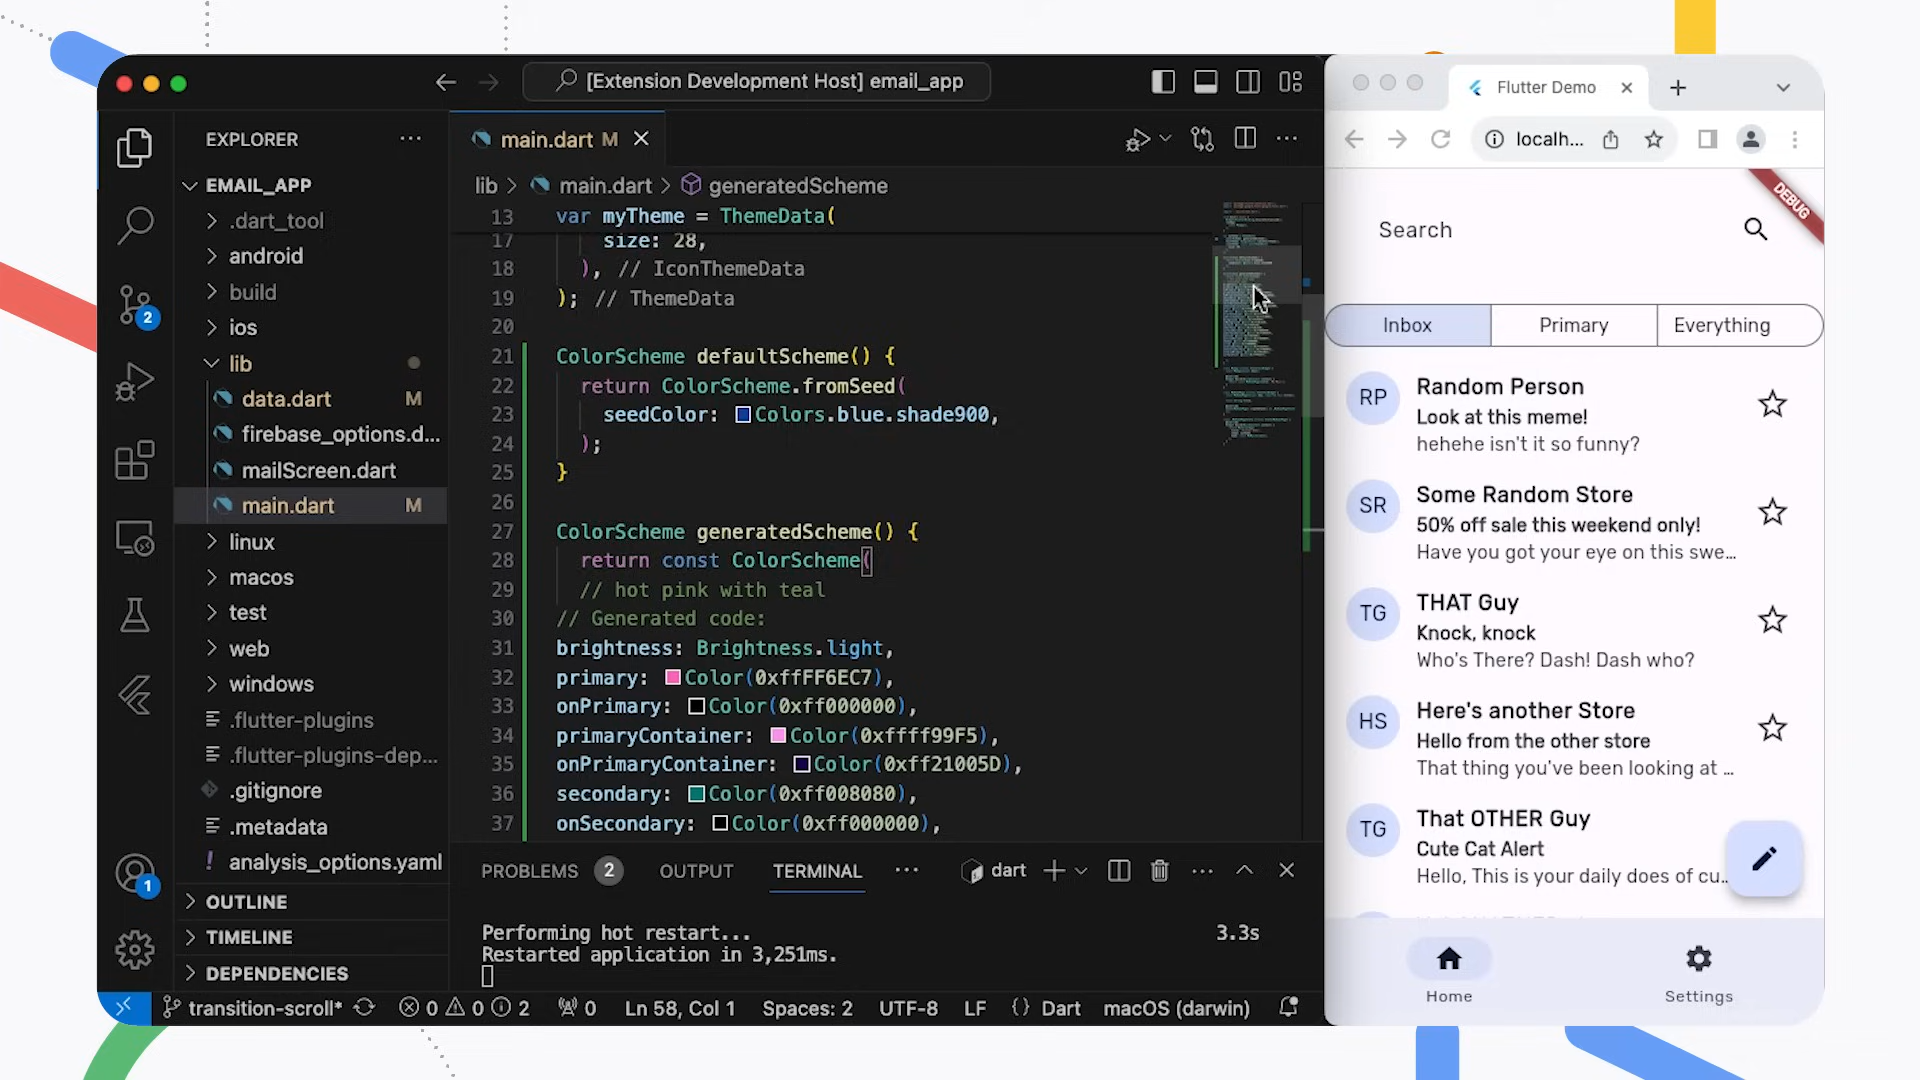 [Extension Development Host] email_app
EXPLORER
EMAIL_APP
.dart_tool
android
build
ios
lib
data.dart M
firebase_options.d...
mailScreen.dart
main.dart M
linux
macos
test
web
windows
.flutter-plugins
.flutter-plugins-dep...
.gitignore
.metadata
! analysis_options.yaml
OUTLINE
TIMELINE
DEPENDENCIES
2
1
main.dart M
lib > main.dart > generatedScheme
13 var myTheme = ThemeData(
17 size: 28,
18 ), // IconThemeData
19 ); // ThemeData
20
21 ColorScheme defaultScheme() {
22 return ColorScheme.fromSeed(
23 seedColor: Colors.blue.shade900,
24 );
25 }
26
27 ColorScheme generatedScheme() {
28 return const ColorScheme(
29 // hot pink with teal
30 // Generated code:
31 brightness: Brightness.light,
32 primary: Color(0xffFF6EC7),
33 onPrimary: Color(0xff000000),
34 primaryContainer: Color(0xffff99F5),
35 onPrimaryContainer: Color(0xff21005D),
36 secondary: Color(0xff008080),
37 onSecondary: Color(0xff000000),
PROBLEMS 2 OUTPUT TERMINAL ... dart
Performing hot restart... 3.3s
Restarted application in 3,251ms.
transition-scroll* 0 0 2 0 Ln 58, Col 1 Spaces: 2 UTF-8 LF {} Dart macOS (darwin)
Flutter Demo
localh...
DEBUG
Search
Inbox Primary Everything
RP
Random Person
Look at this meme!
hehehe isn't it so funny?
SR
Some Random Store
50% off sale this weekend only!
Have you got your eye on this swe...
TG
THAT Guy
Knock, knock
Who's There? Dash! Dash who?
HS
Here's another Store
Hello from the other store
That thing you've been looking at ...
TG
That OTHER Guy
Cute Cat Alert
Hello, This is your daily does of cu...
Home Settings